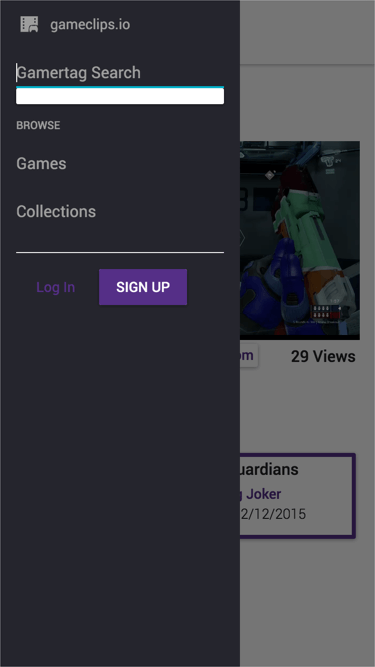 gameclips.io
Gamertag Search
BROWSE
Games
Collections
Log In
SIGN UP
om
29 Views
uardians
g Joker
2/12/2015